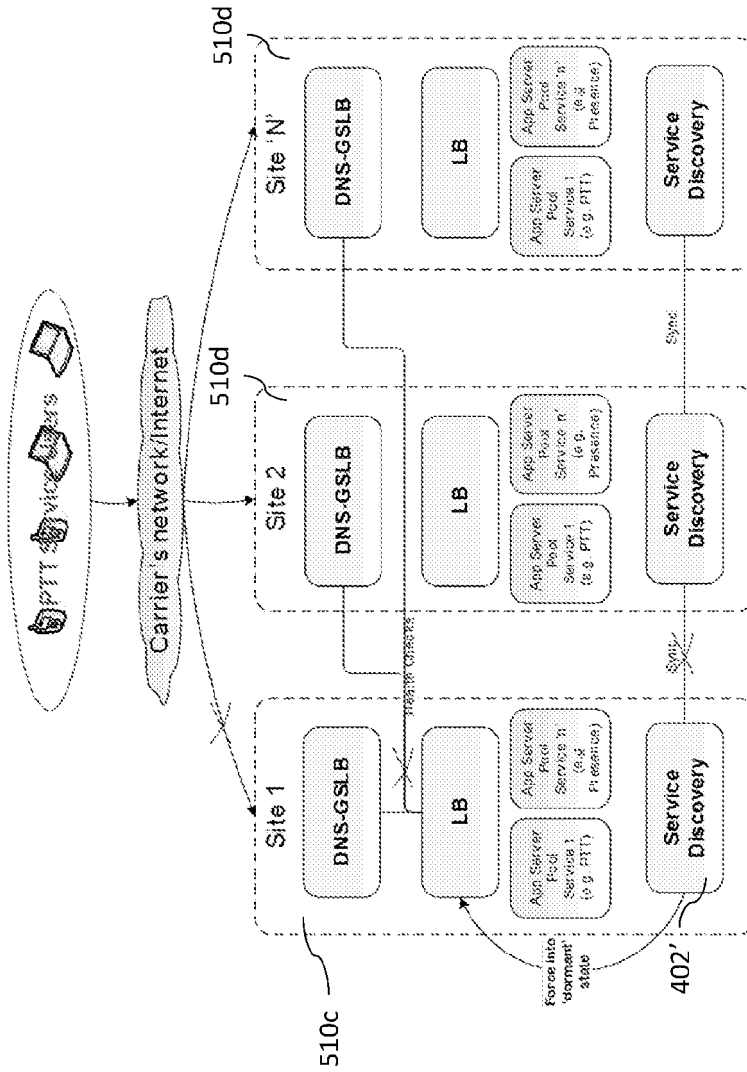 PTT Service Users
Carrier's network/Internet
510c
Site 1
DNS-GSLB
LB
App Server
Pool
Service 1
(e.g. PTT)
App Server
Pool
Service 'n'
(e.g.
Presence)
Service
Discovery
402'
Force into
'dormant'
state
Health Checks
Sync
510d
Site 2
DNS-GSLB
LB
App Server
Pool
Service 1
(e.g. PTT)
App Server
Pool
Service 'n'
(e.g.
Presence)
Service
Discovery
Sync
510d
Site 'N'
DNS-GSLB
LB
App Server
Pool
Service 1
(e.g. PTT)
App Server
Pool
Service 'n'
(e.g.
Presence)
Service
Discovery